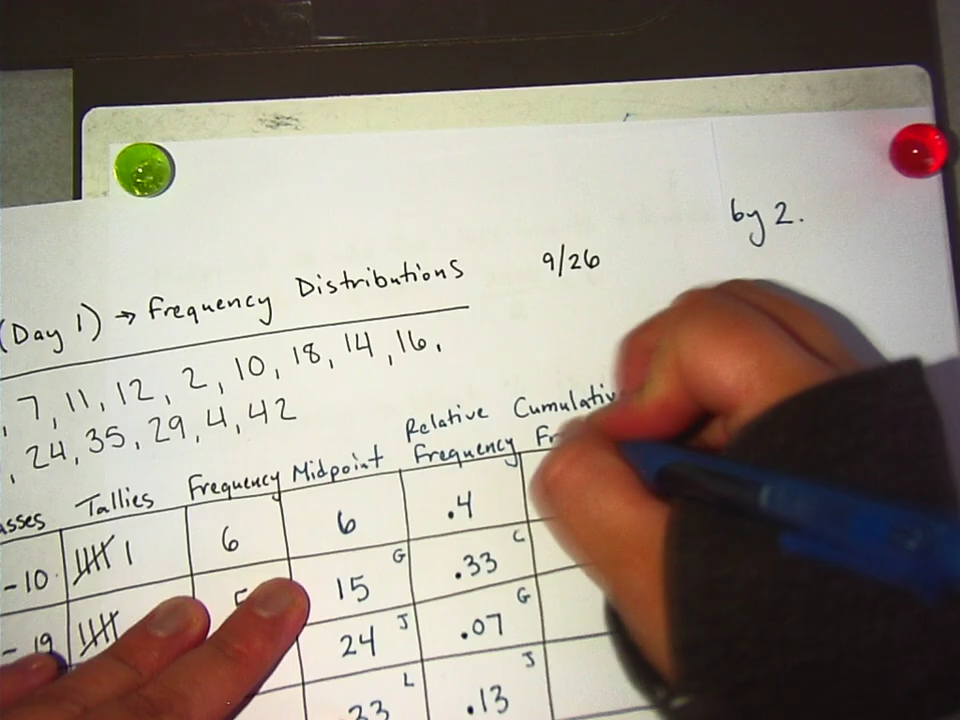 by 2.
(Day 1) → Frequency Distributions 9/26
, 7, 11, 12, 2, 10, 18, 14, 16,
, 24, 35, 29, 4, 42
asses Tallies Frequency Midpoint Relative Frequency Cumulativ Fr
-10 |||| 1 6 6 .4
-19 |||| 15 G .33 C
24 J .07 G
33 L .13 J